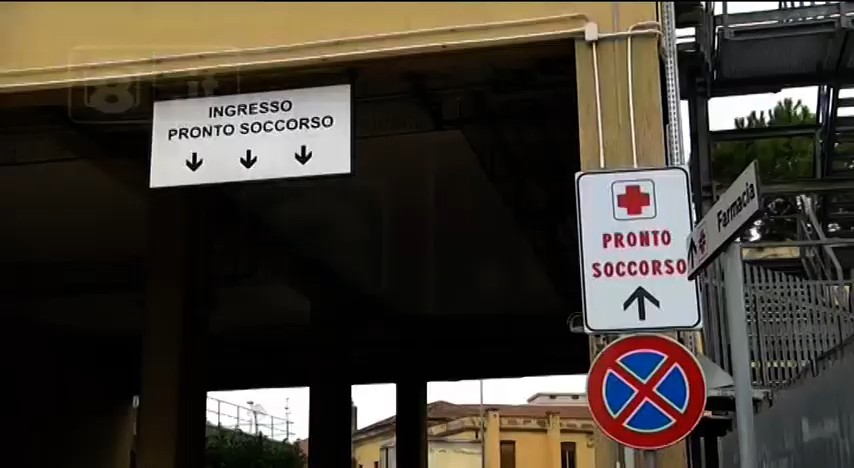 INGRESSO
PRONTO SOCCORSO
PRONTO
SOCCORSO
Farmacia